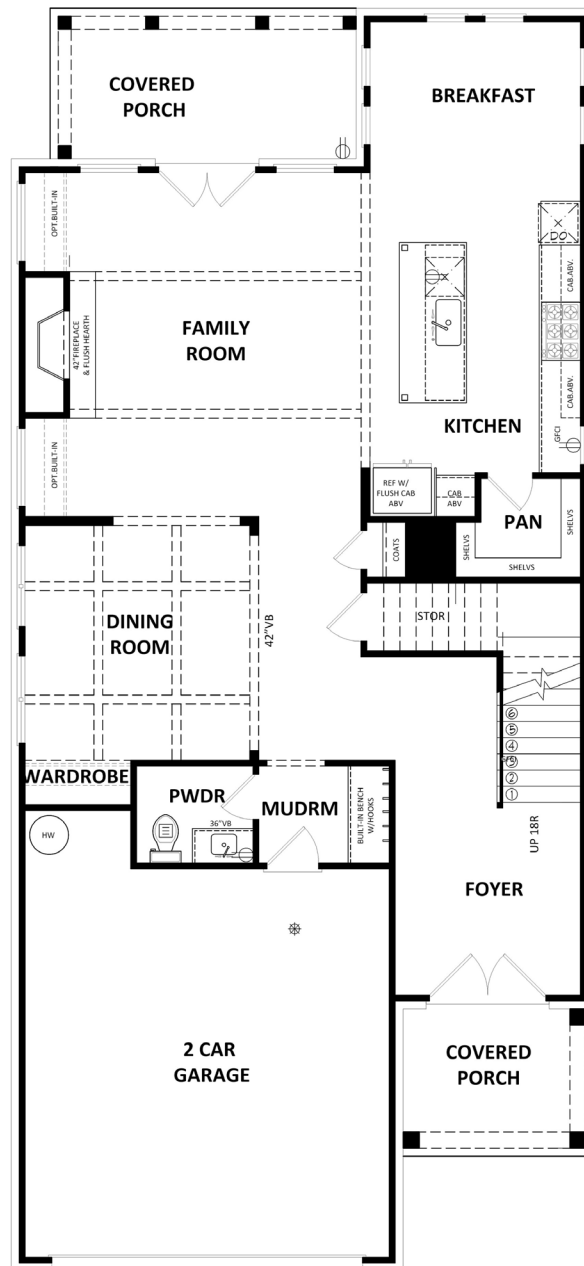 COVERED
PORCH
BREAKFAST
OPT.BUILT-IN
DO
CAB.ABV.
FAMILY
ROOM
42"FIREPLACE
& FLUSH HEARTH
CAB.ABV.
KITCHEN
GFCI
OPT.BUILT-IN
REF W/
FLUSH CAB
ABV
CAB
ABV
PAN
SHELVS
SHELVS
SHELVS
COATS
DINING
ROOM
42"VB
STOR
6
5
4
3
2
1
UP 18R
WARDROBE
PWDR
36"VB
MUDRM
BUILT-IN BENCH
W/HOOKS
HW
FOYER
2 CAR
GARAGE
COVERED
PORCH